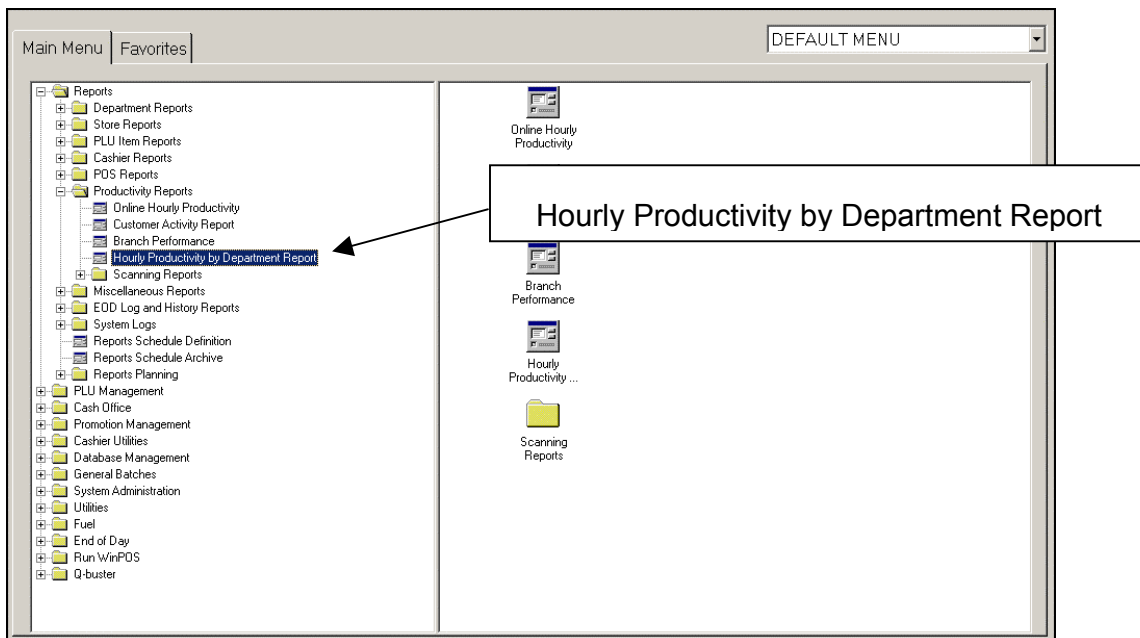 Main Menu
Favorites
DEFAULT MENU
Reports
Department Reports
Store Reports
PLU Item Reports
Cashier Reports
POS Reports
Productivity Reports
Online Hourly Productivity
Customer Activity Report
Branch Performance
Hourly Productivity by Department Report
Scanning Reports
Miscellaneous Reports
EOD Log and History Reports
System Logs
Reports Schedule Definition
Reports Schedule Archive
Reports Planning
PLU Management
Cash Office
Promotion Management
Cashier Utilities
Database Management
General Batches
System Administration
Utilities
Fuel
End of Day
Run WinPOS
Q-buster
Online Hourly
Productivity
Hourly Productivity by Department Report
Branch
Performance
Hourly
Productivity ...
Scanning
Reports